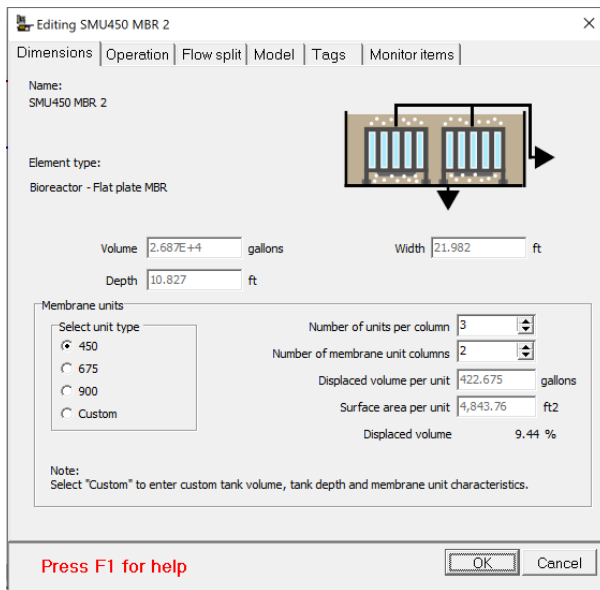 Editing SMU450 MBR 2
Dimensions Operation Flow split Model Tags Monitor items
Name:
SMU450 MBR 2
Element type:
Bioreactor - Flat plate MBR
Volume 2.687E+4 gallons Width 21.982 ft
Depth 10.827 ft
Membrane units
Select unit type
450
675
900
Custom
Number of units per column 3
Number of membrane unit columns 2
Displaced volume per unit 422.675 gallons
Surface area per unit 4,843.76 ft2
Displaced volume 9.44 %
Note:
Select "Custom" to enter custom tank volume, tank depth and membrane unit characteristics.
Press F1 for help
OK Cancel